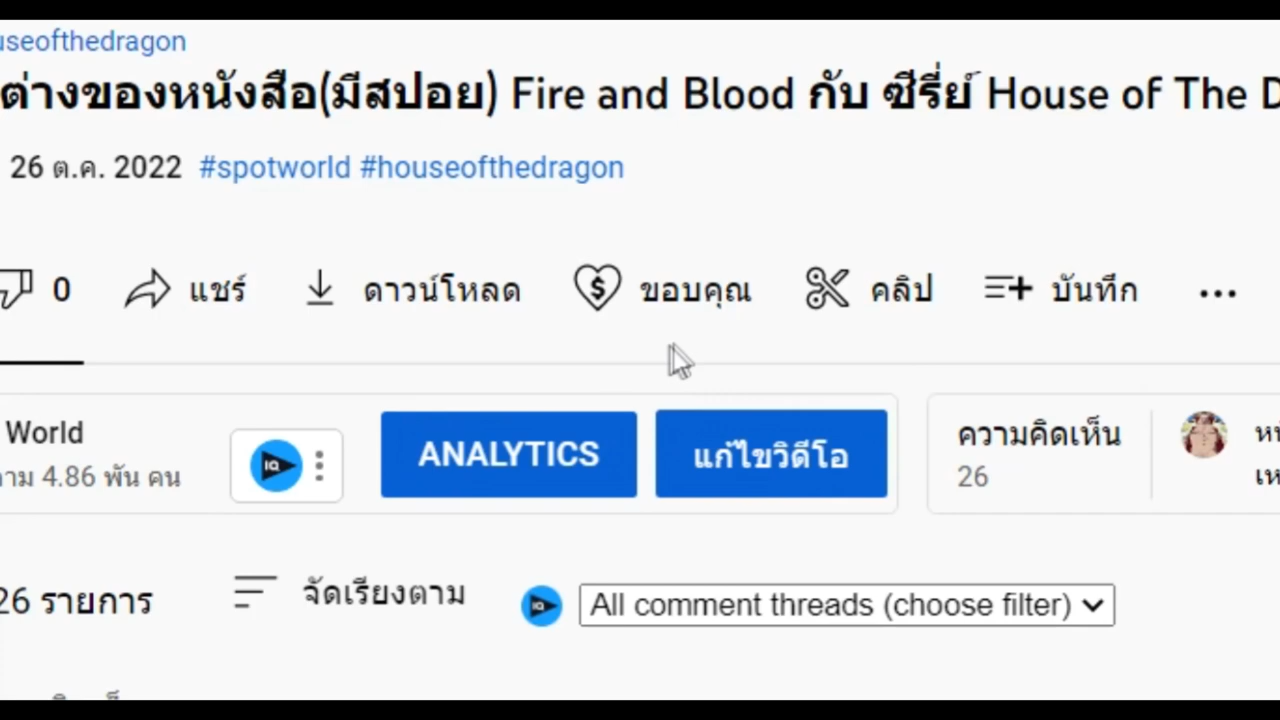 useofthedragon
ต่างของหนังสือ(มีสปอย) Fire and Blood กับ ซีรี่ย์ House of The D
26 ต.ค. 2022 #spotworld #houseofthedragon
0 แชร์ ดาวน์โหลด ขอบคุณ คลิป บันทึก ...
World
าม 4.86 พัน คน
IQ
ANALYTICS
แก้ไขวิดีโอ
ความคิดเห็น
26
26 รายการ
จัดเรียงตาม
IQ
All comment threads (choose filter)